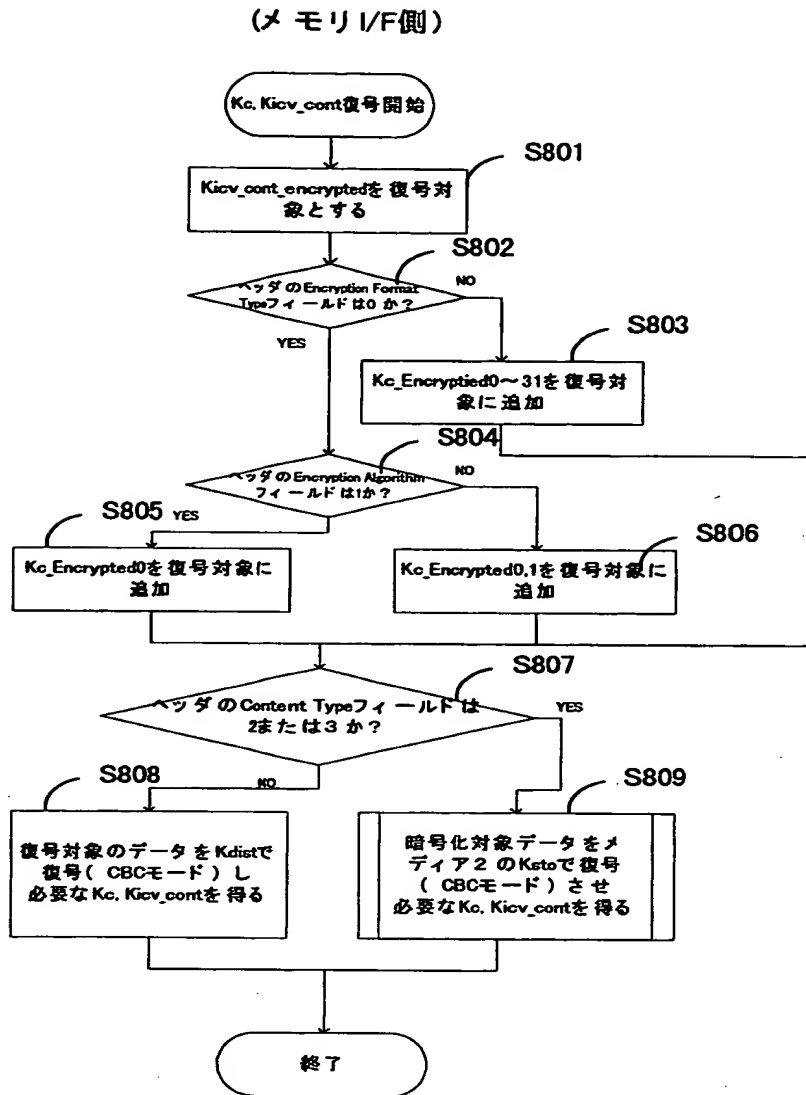 (メモリI/F側)
Kc, Kicv_cont復号開始
S801
Kicv_cont_encryptedを復号対
象とする
S802
ヘッダのEncryption Format
Typeフィールドは0か？
NO
YES
S803
Kc_Encryptied0～31を復号対
象に追加
S804
ヘッダのEncryption Algorithm
フィールドは1か？
NO
S805
YES
Kc_Encrypted0を復号対象に
追加
S806
Kc_Encrypted0,1を復号対象に
追加
S807
ヘッダのContent Typeフィールドは
2または3か？
YES
NO
S808
復号対象のデータをKdistで
復号(CBCモード)し
必要なKc, Kicv_contを得る
S809
暗号化対象データをメ
ディア2のKstoで復号
(CBCモード)させ
必要なKc, Kicv_contを得る
終了